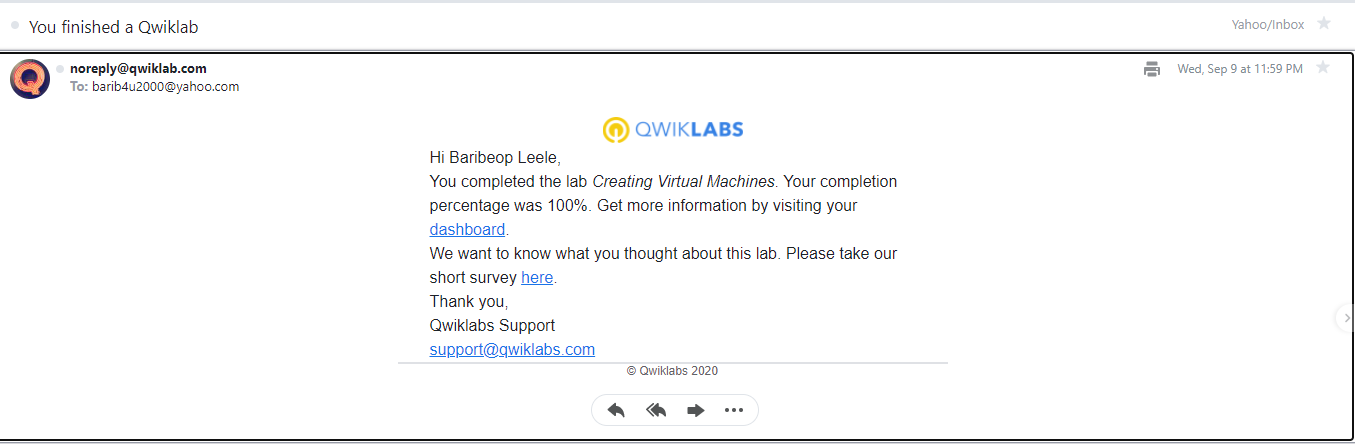 You finished a Qwiklab
Yahoo/Inbox
noreply@qwiklab.com
Wed, Sep 9 at 11:59 PM
To: barib4u2000@yahoo.com
QWIKLABS
Hi Baribeop Leele,
You completed the lab Creating Virtual Machines. Your completion
percentage was 100%. Get more information by visiting your
dashboard.
We want to know what you thought about this lab. Please take our
short survey here.
Thank you,
Qwiklabs Support
support@qwiklabs.com
© Qwiklabs 2020